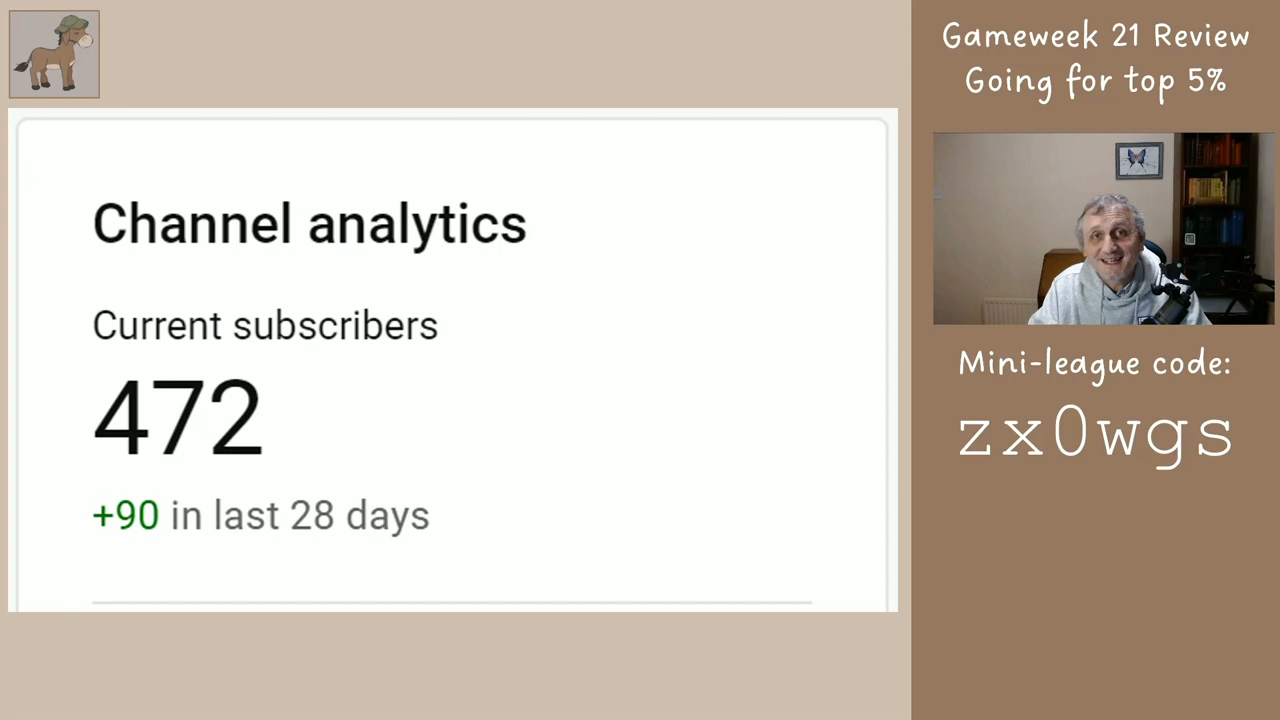 Channel analytics
Current subscribers
472
+90 in last 28 days
Gameweek 21 Review
Going for top 5%
Mini-league code:
zx0wgs